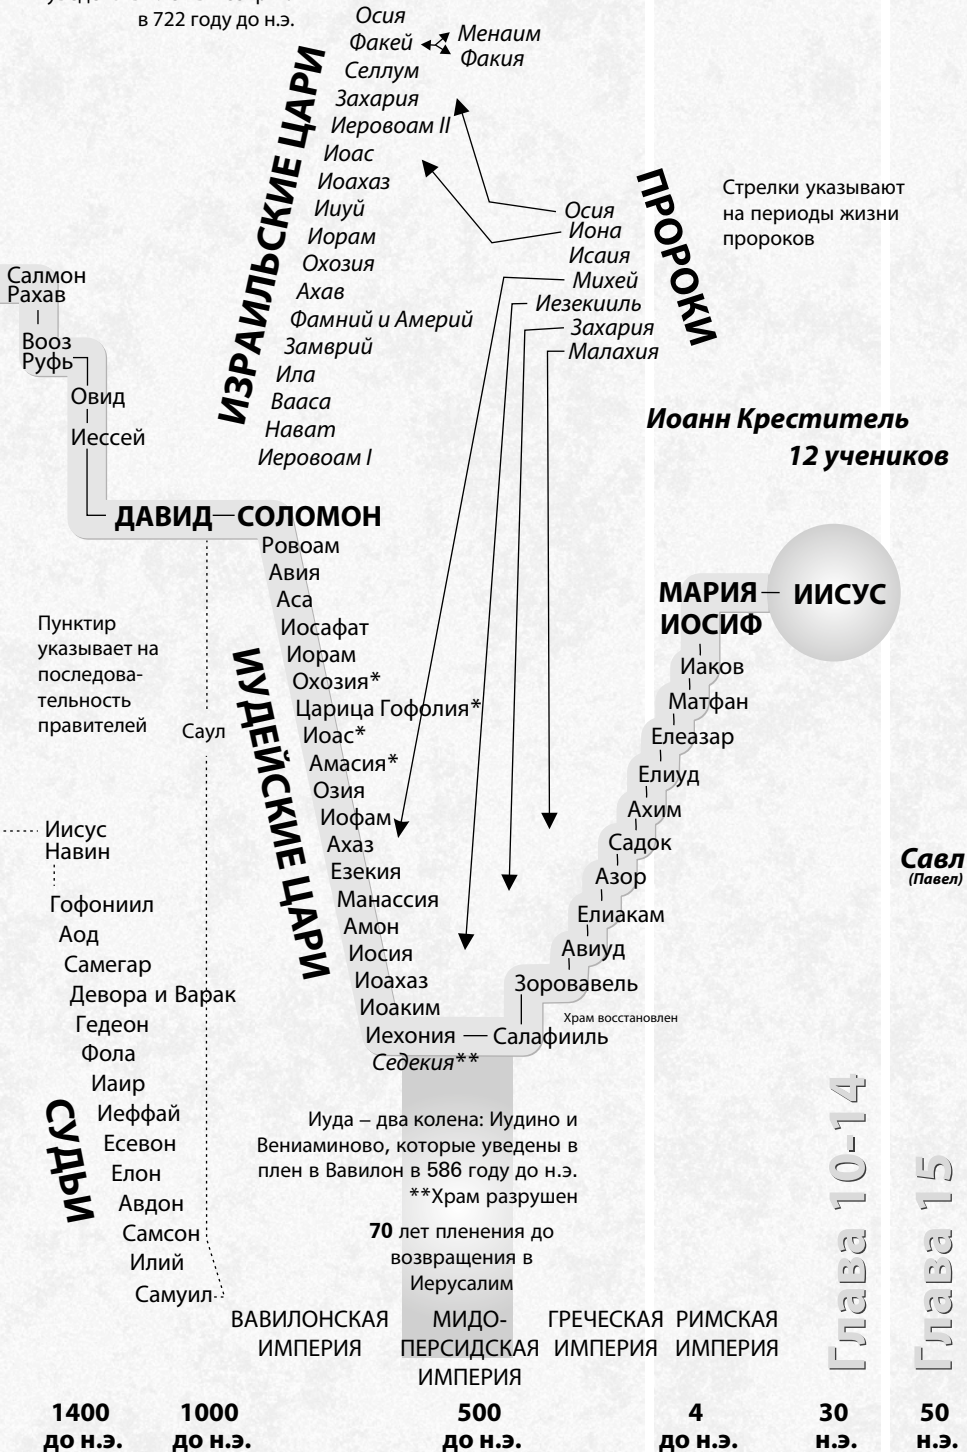 в 722 году до н.э.
Осия
Факей
Менаим
Факия
Селлум
Захария
Иеровоам II
Иоас
Иоахаз
Ииуй
Иорам
Охозия
Ахав
Фамний и Америй
Замврий
Ила
Вааса
Нават
Иеровоам I
ИЗРАИЛЬСКИЕ ЦАРИ
ПРОРОКИ
Осия
Иона
Исаия
Михей
Иезекииль
Захария
Малахия
Стрелки указывают
на периоды жизни
пророков
Салмон
Рахав
Вооз
Руфь
Овид
Иессей
Иоанн Креститель
12 учеников
ДАВИД
СОЛОМОН
Ровоам
Авия
Аса
Иосафат
Иорам
Охозия*
Царица Гофолия*
Иоас*
Амасия*
Озия
Иофам
Ахаз
Езекия
Манассия
Амон
Иосия
Иоахаз
Иоаким
Иехония
Седекия**
ИУДЕЙСКИЕ ЦАРИ
Пунктир
указывает на
последова-
тельность
правителей
Саул
МАРИЯ
ИОСИФ
ИИСУС
Иаков
Матфан
Елеазар
Елиуд
Ахим
Садок
Азор
Елиакам
Авиуд
Зоровавель
Храм восстановлен
Салафииль
Савл
(Павел)
Иисус
Навин
Гофониил
Аод
Самегар
Девора и Варак
Гедеон
Фола
Иаир
Иеффай
Есевон
Елон
Авдон
Самсон
Илий
Самуил
СУДЬИ
Иуда – два колена: Иудино и
Вениаминово, которые уведены в
плен в Вавилон в 586 году до н.э.
**Храм разрушен
70 лет пленения до
возвращения в
Иерусалим
ВАВИЛОНСКАЯ
ИМПЕРИЯ
МИДО-
ПЕРСИДСКАЯ
ИМПЕРИЯ
ГРЕЧЕСКАЯ
ИМПЕРИЯ
РИМСКАЯ
ИМПЕРИЯ
Глава 10-14
Глава 15
1400
до н.э.
1000
до н.э.
500
до н.э.
4
до н.э.
30
н.э.
50
н.э.